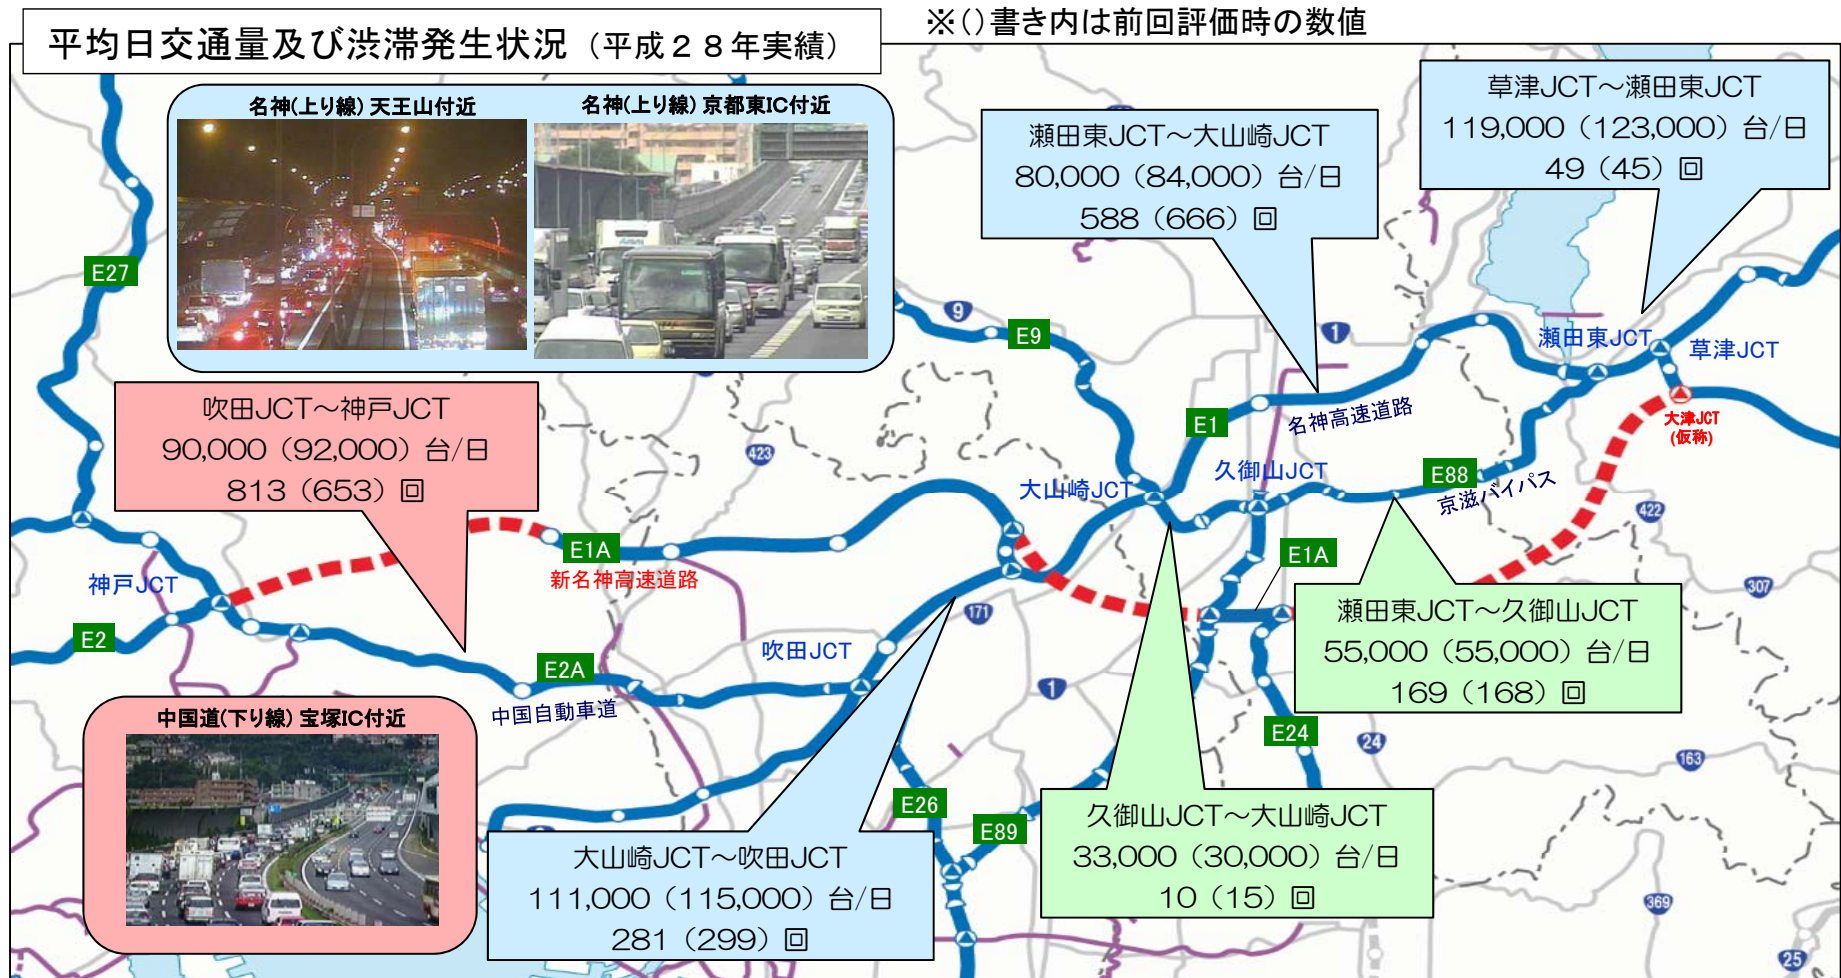 平均日交通量及び渋滞発生状況（平成２８年実績）
※()書き内は前回評価時の数値
名神(上り線) 天王山付近
名神(上り線) 京都東IC付近
瀬田東JCT～大山崎JCT
80,000（84,000）台/日
588（666）回
草津JCT～瀬田東JCT
119,000（123,000）台/日
49（45）回
E27
9
E9
1
瀬田東JCT
草津JCT
大津JCT
(仮称)
吹田JCT～神戸JCT
90,000（92,000）台/日
813（653）回
423
E1
名神高速道路
大山崎JCT
久御山JCT
E88
京滋バイパス
422
E1A
新名神高速道路
E1A
神戸JCT
E2
171
307
瀬田東JCT～久御山JCT
55,000（55,000）台/日
169（168）回
吹田JCT
E2A
中国自動車道
1
E24
24
163
中国道(下り線) 宝塚IC付近
E26
E89
久御山JCT～大山崎JCT
33,000（30,000）台/日
10（15）回
大山崎JCT～吹田JCT
111,000（115,000）台/日
281（299）回
369
25